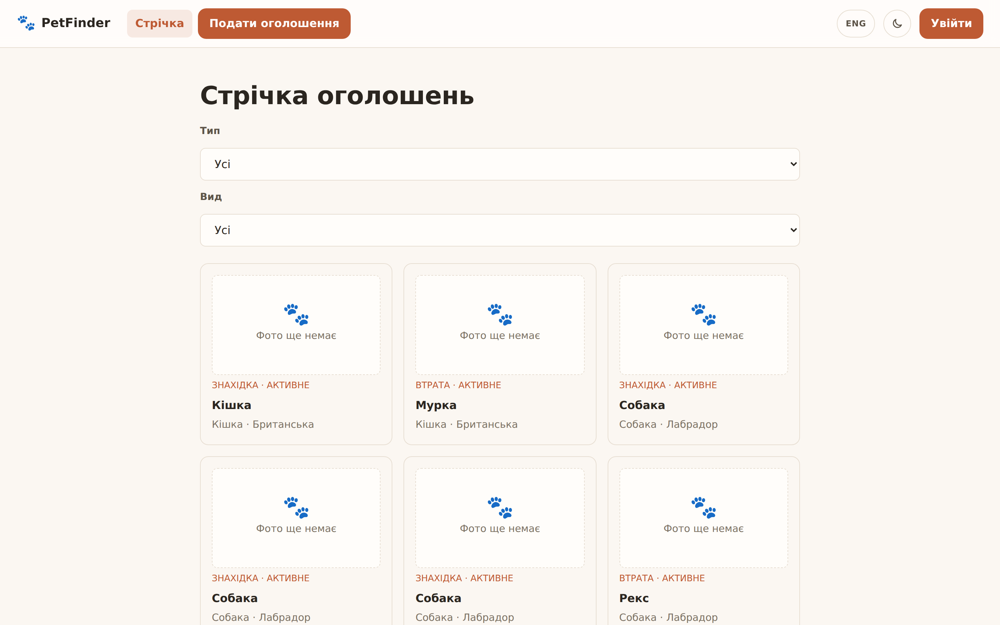 PetFinder
Стрічка
Подати оголошення
ENG
Увійти
Стрічка оголошень
Тип
Усі
Вид
Усі
Фото ще немає
ЗНАХІДКА · АКТИВНЕ
Кішка
Кішка · Британська
Фото ще немає
ВТРАТА · АКТИВНЕ
Мурка
Кішка · Британська
Фото ще немає
ЗНАХІДКА · АКТИВНЕ
Собака
Собака · Лабрадор
Фото ще немає
ЗНАХІДКА · АКТИВНЕ
Собака
Собака · Лабрадор
Фото ще немає
ЗНАХІДКА · АКТИВНЕ
Собака
Собака · Лабрадор
Фото ще немає
ВТРАТА · АКТИВНЕ
Рекс
Собака · Лабрадор